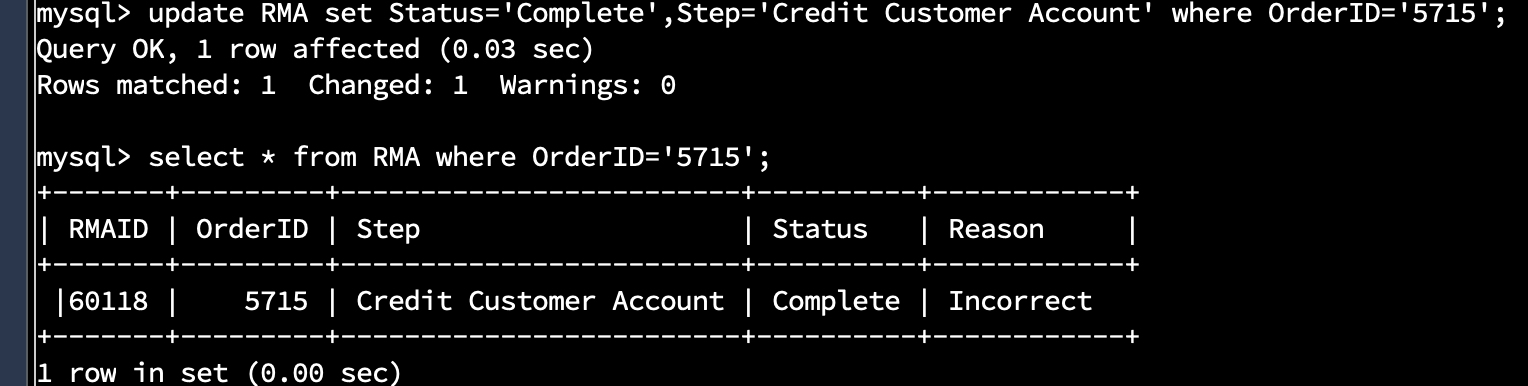 mysql> update RMA set Status='Complete',Step='Credit Customer Account' where OrderID='5715';
Query OK, 1 row affected (0.03 sec)
Rows matched: 1  Changed: 1  Warnings: 0
mysql> select * from RMA where OrderID='5715';
+-------+---------+-------------------------+----------+------------+
| RMAID | OrderID | Step                    | Status   | Reason     |
+-------+---------+-------------------------+----------+------------+
 |60118 |    5715 | Credit Customer Account | Complete | Incorrect
+-------+---------+-------------------------+----------+------------+
1 row in set (0.00 sec)